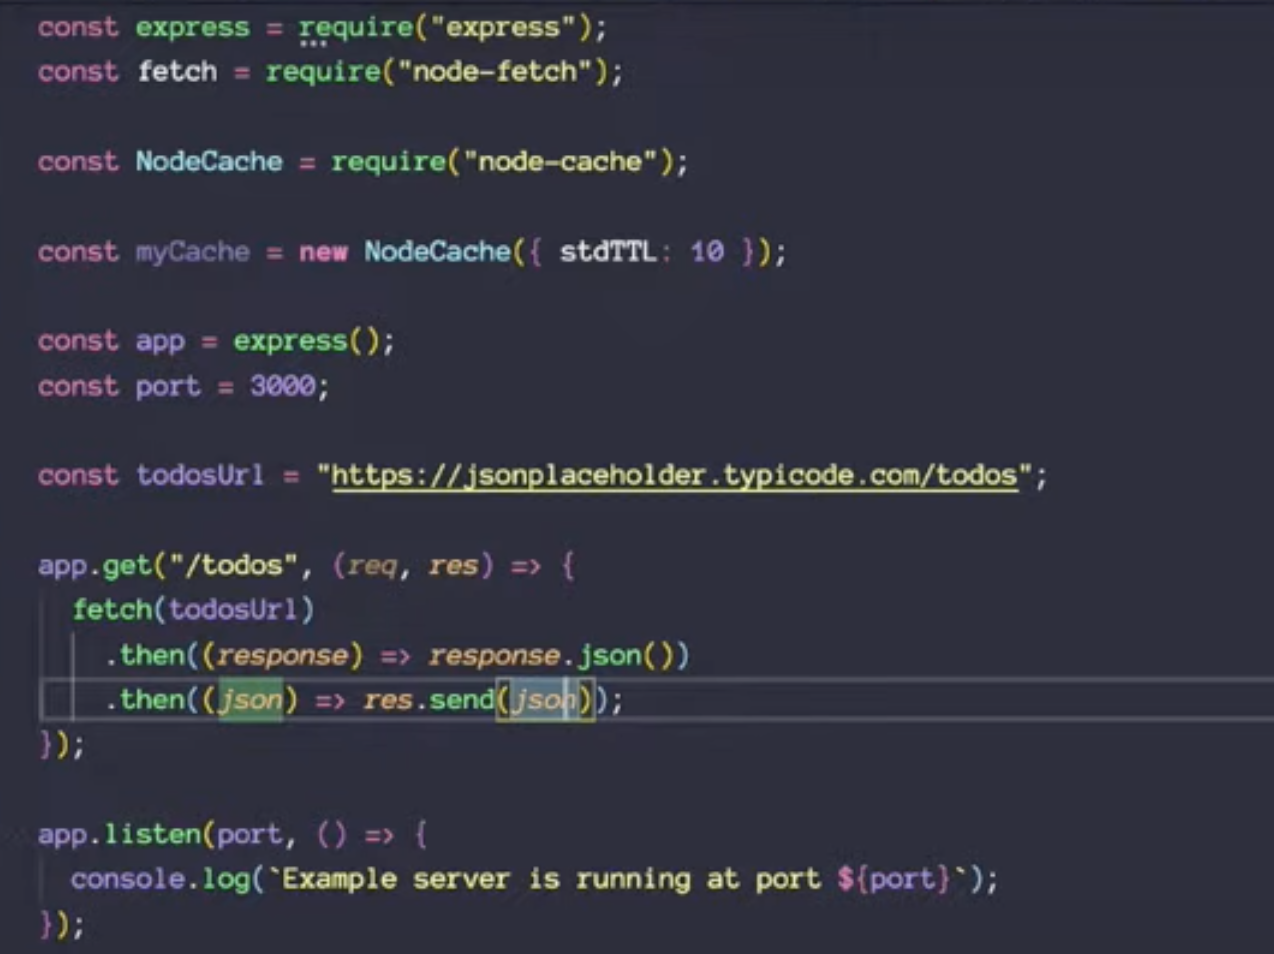 const express = require("express");
const fetch = require("node-fetch");
const NodeCache = require("node-cache");
const myCache = new NodeCache({ stdTTL: 10 });
const app = express();
const port = 3000;
const todosUrl = "https://jsonplaceholder.typicode.com/todos";
app.get("/todos", (req, res) => {
  fetch(todosUrl)
    .then((response) => response.json())
    .then((json) => res.send(json));
});
app.listen(port, () => {
  console.log(`Example server is running at port ${port}`);
});